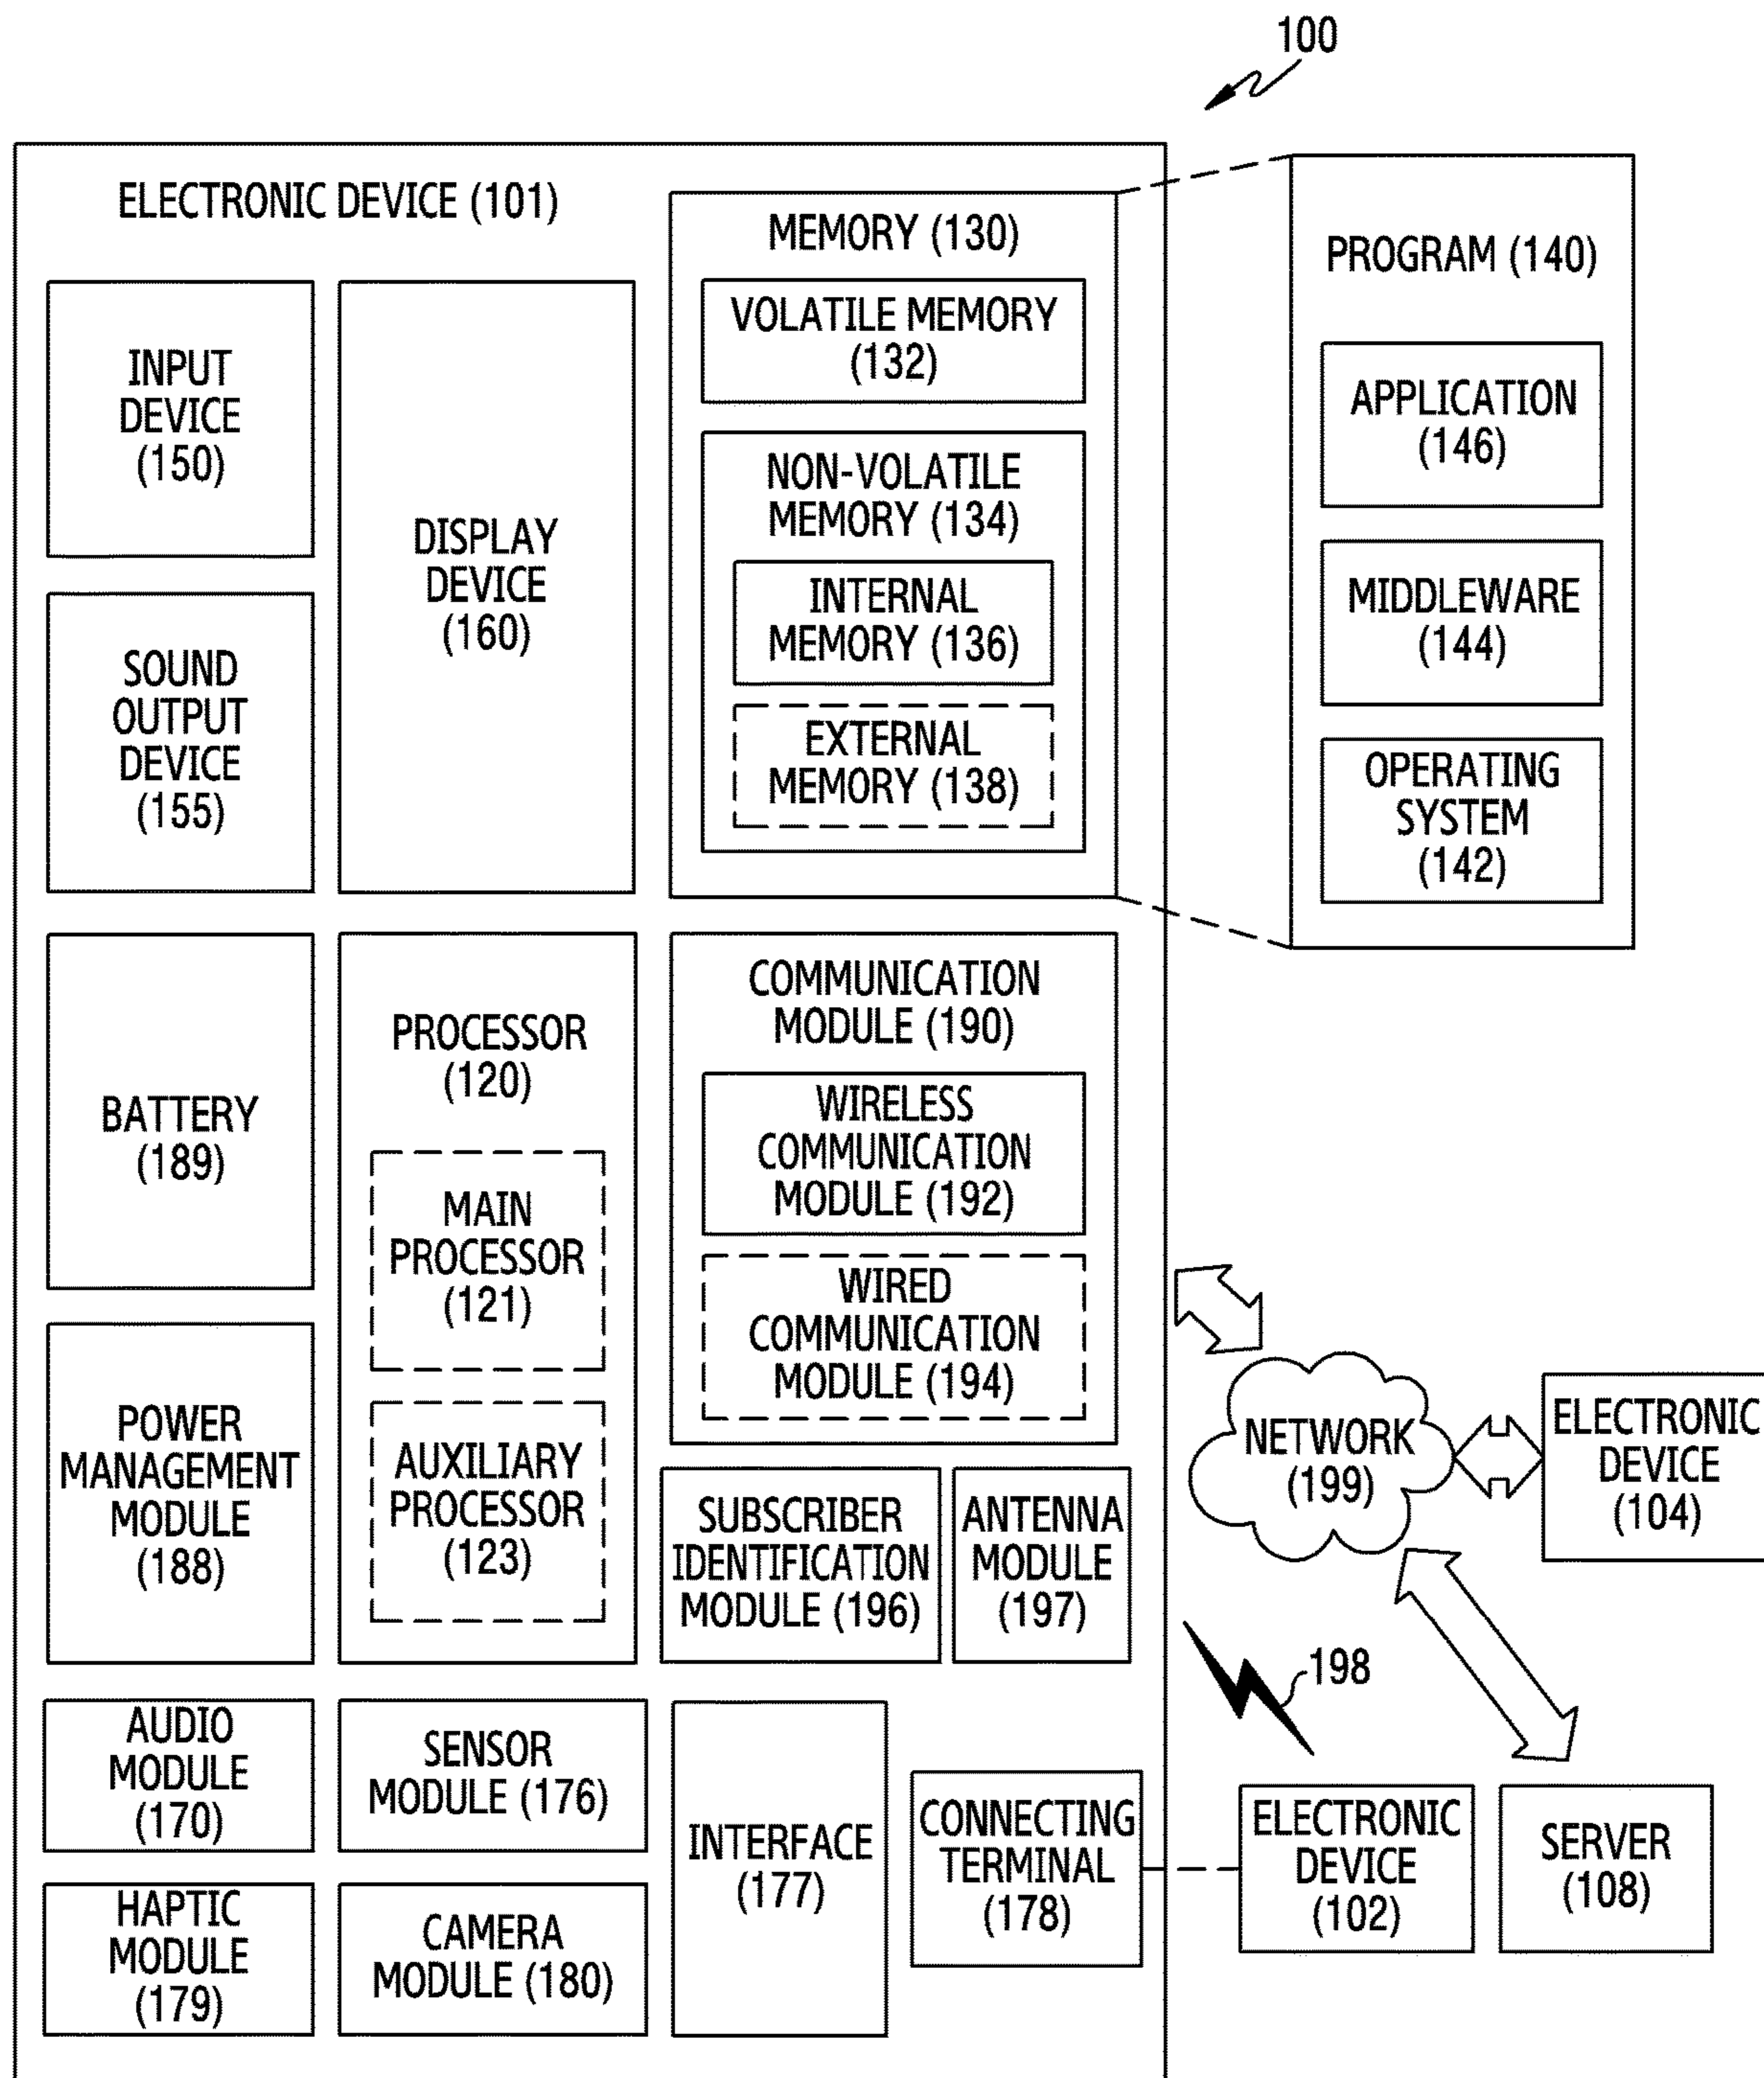 100
ELECTRONIC DEVICE (101)
INPUT
DEVICE
(150)
SOUND
OUTPUT
DEVICE
(155)
DISPLAY
DEVICE
(160)
MEMORY (130)
VOLATILE MEMORY
(132)
NON-VOLATILE
MEMORY (134)
INTERNAL
MEMORY (136)
EXTERNAL
MEMORY (138)
PROGRAM (140)
APPLICATION
(146)
MIDDLEWARE
(144)
OPERATING
SYSTEM
(142)
BATTERY
(189)
POWER
MANAGEMENT
MODULE
(188)
PROCESSOR
(120)
MAIN
PROCESSOR
(121)
AUXILIARY
PROCESSOR
(123)
COMMUNICATION
MODULE (190)
WIRELESS
COMMUNICATION
MODULE (192)
WIRED
COMMUNICATION
MODULE (194)
SUBSCRIBER
IDENTIFICATION
MODULE (196)
ANTENNA
MODULE
(197)
NETWORK
(199)
ELECTRONIC
DEVICE
(104)
198
AUDIO
MODULE
(170)
SENSOR
MODULE (176)
HAPTIC
MODULE
(179)
CAMERA
MODULE (180)
INTERFACE
(177)
CONNECTING
TERMINAL
(178)
ELECTRONIC
DEVICE
(102)
SERVER
(108)